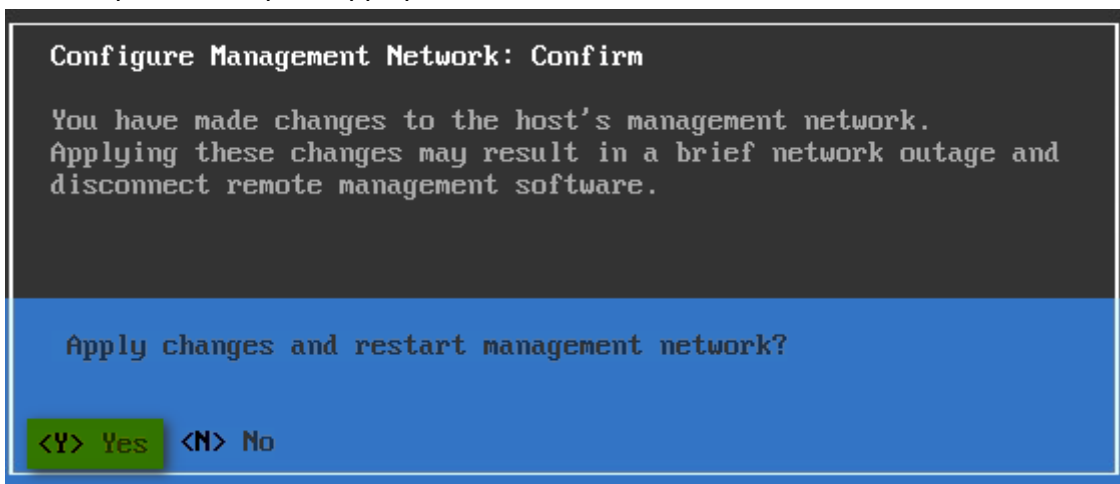 Configure Management Network: Confirm
You have made changes to the host's management network.
Applying these changes may result in a brief network outage and
disconnect remote management software.
Apply changes and restart management network?
<Y> Yes <N> No